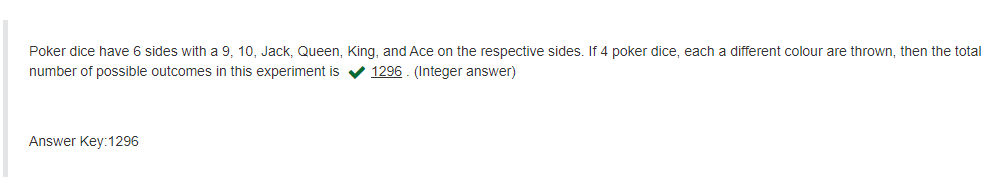 Poker dice have 6 sides with a 9, 10, Jack, Queen, King, and Ace on the respective sides. If 4 poker dice, each a different colour are thrown, then the total
number of possible outcomes in this experiment is ✔ 1296 . (Integer answer)
Answer Key:1296